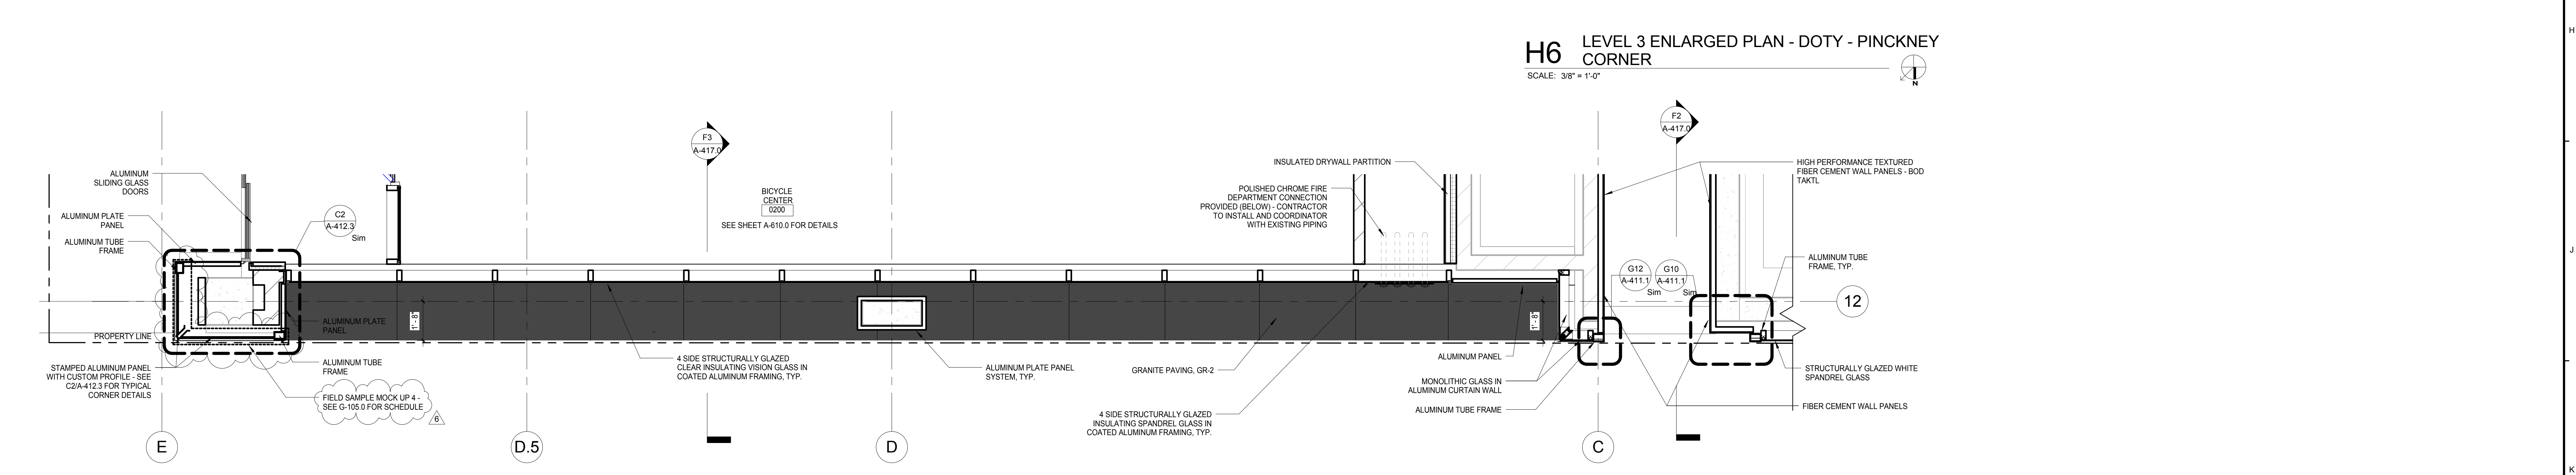 H6
LEVEL 3 ENLARGED PLAN - DOTY - PINCKNEY
CORNER
SCALE: 3/8" = 1'-0"
N
H
J
K
F3
A-417.0
F2
A-417.0
ALUMINUM
SLIDING GLASS
DOORS
ALUMINUM PLATE
PANEL
ALUMINUM TUBE
FRAME
C2
A-412.3
Sim
BICYCLE
CENTER
0200
SEE SHEET A-610.0 FOR DETAILS
INSULATED DRYWALL PARTITION
POLISHED CHROME FIRE
DEPARTMENT CONNECTION
PROVIDED (BELOW) - CONTRACTOR
TO INSTALL AND COORDINATOR
WITH EXISTING PIPING
HIGH PERFORMANCE TEXTURED
FIBER CEMENT WALL PANELS - BOD
TAKTL
ALUMINUM TUBE
FRAME, TYP.
G12
A-411.1
Sim
G10
A-411.1
Sim
12
PROPERTY LINE
ALUMINUM PLATE
PANEL
1' - 8"
1' - 8"
STAMPED ALUMINUM PANEL
WITH CUSTOM PROFILE - SEE
C2/A-412.3 FOR TYPICAL
CORNER DETAILS
ALUMINUM TUBE
FRAME
FIELD SAMPLE MOCK UP 4 -
SEE G-105.0 FOR SCHEDULE
6
4 SIDE STRUCTURALLY GLAZED
CLEAR INSULATING VISION GLASS IN
COATED ALUMINUM FRAMING, TYP.
ALUMINUM PLATE PANEL
SYSTEM, TYP.
GRANITE PAVING, GR-2
4 SIDE STRUCTURALLY GLAZED
INSULATING SPANDREL GLASS IN
COATED ALUMINUM FRAMING, TYP.
ALUMINUM PANEL
MONOLITHIC GLASS IN
ALUMINUM CURTAIN WALL
ALUMINUM TUBE FRAME
STRUCTURALLY GLAZED WHITE
SPANDREL GLASS
FIBER CEMENT WALL PANELS
E
D.5
D
C